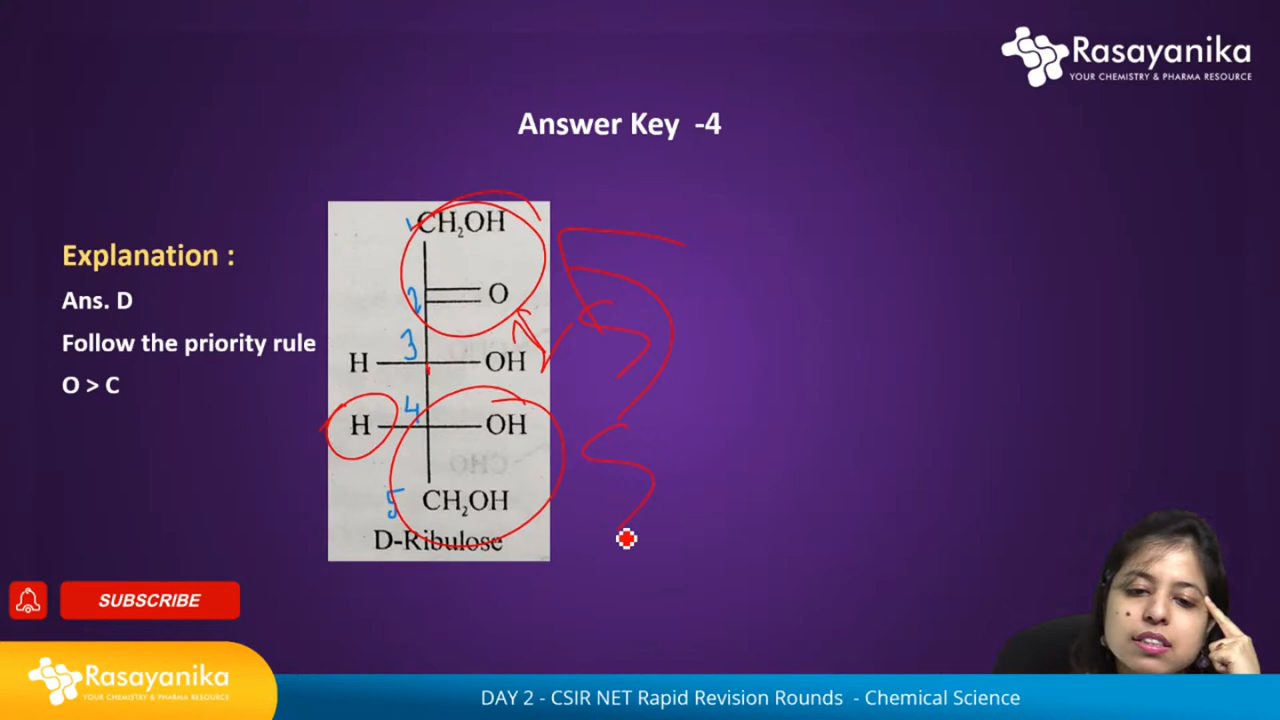 Rasayanika
YOUR CHEMISTRY & PHARMA RESOURCE
Answer Key -4
Explanation :
Ans. D
Follow the priority rule
O > C
1 CH₂OH
2 O
3
H OH
4
H OH
5 CH₂OH
D-Ribulose
SUBSCRIBE
Rasayanika
YOUR CHEMISTRY & PHARMA RESOURCE
DAY 2 - CSIR NET Rapid Revision Rounds - Chemical Science